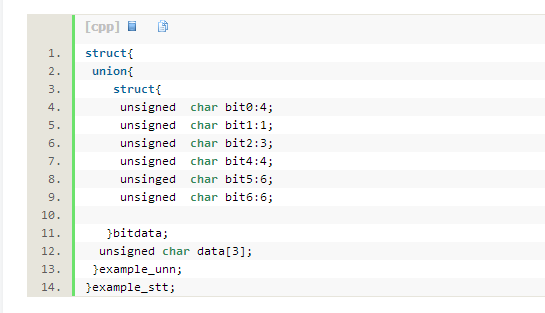 [cpp]
1. struct{
2. union{
3. struct{
4. unsigned char bit0:4;
5. unsigned char bit1:1;
6. unsigned char bit2:3;
7. unsigned char bit4:4;
8. unsinged char bit5:6;
9. unsigned char bit6:6;
10.
11. }bitdata;
12. unsigned char data[3];
13. }example_unn;
14. }example_stt;